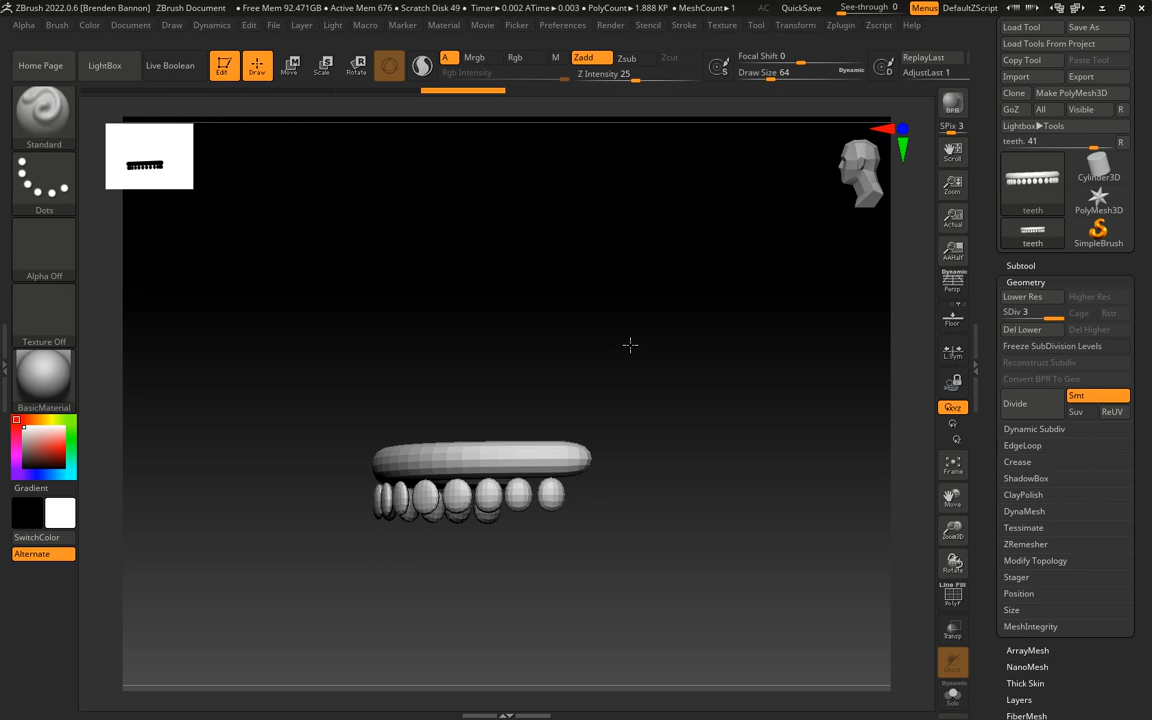 ZBrush 2022.0.6 [Brenden Bannon] ZBrush Document • Free Mem 92.471GB • Active Mem 676 • Scratch Disk 49 • Timer▶0.002 ATime▶0.003 • PolyCount▶1.888 KP • MeshCount▶1 AC QuickSave See-through 0 Menus DefaultZScript
Alpha Brush Color Document Draw Dynamics Edit File Layer Light Macro Marker Material Movie Picker Preferences Render Stencil Stroke Texture Tool Transform Zplugin Zscript Help
Home Page LightBox Live Boolean Edit Draw Move Scale Rotate A Mrgb Rgb M Zadd Zsub Zcut Focal Shift 0 ReplayLast
Rgb Intensity Z Intensity 25 S Draw Size 64 Dynamic D AdjustLast 1
Standard
Dots
Alpha Off
Texture Off
BasicMaterial
Gradient
SwitchColor
Alternate
BPR
SPix 3
Scroll
Zoom
Actual
AAHalf
Dynamic
Persp
Floor
L.Sym
XYZ
Frame
Move
Zoom3D
Rotate
Line Fill
PolyF
Transp
Ghost
Dynamic
Solo
Load Tool Save As
Load Tools From Project
Copy Tool Paste Tool
Import Export
Clone Make PolyMesh3D
GoZ All Visible R
Lightbox▶Tools
teeth. 41 R
teeth Cylinder3D
PolyMesh3D
teeth SimpleBrush
Subtool
Geometry
Lower Res Higher Res
SDiv 3 Cage Rstr
Del Lower Del Higher
Freeze SubDivision Levels
Reconstruct Subdiv
Convert BPR To Geo
Divide Smt
Suv ReUV
Dynamic Subdiv
EdgeLoop
Crease
ShadowBox
ClayPolish
DynaMesh
Tessimate
ZRemesher
Modify Topology
Stager
Position
Size
MeshIntegrity
ArrayMesh
NanoMesh
Thick Skin
Layers
FiberMesh